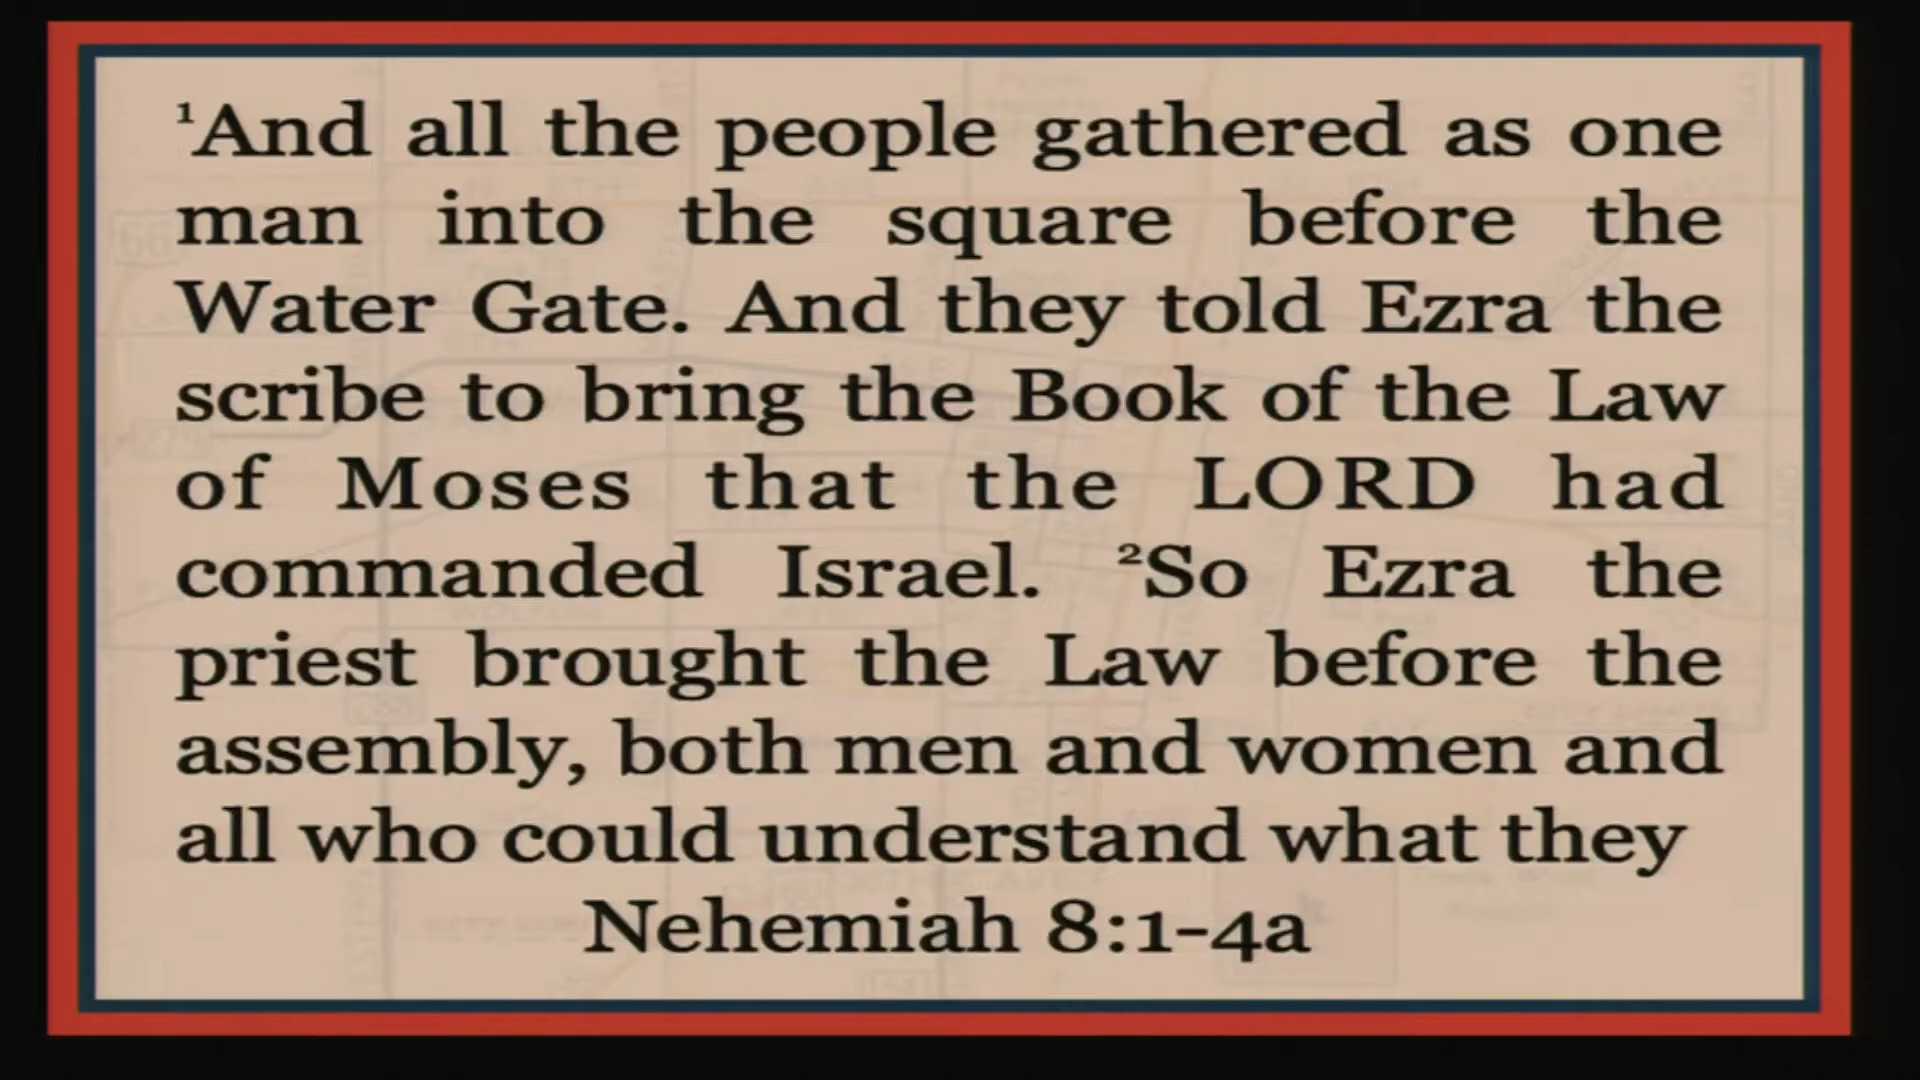 ¹And all the people gathered as one
man into the square before the
Water Gate. And they told Ezra the
scribe to bring the Book of the Law
of Moses that the LORD had
commanded Israel. ²So Ezra the
priest brought the Law before the
assembly, both men and women and
all who could understand what they
Nehemiah 8:1-4a